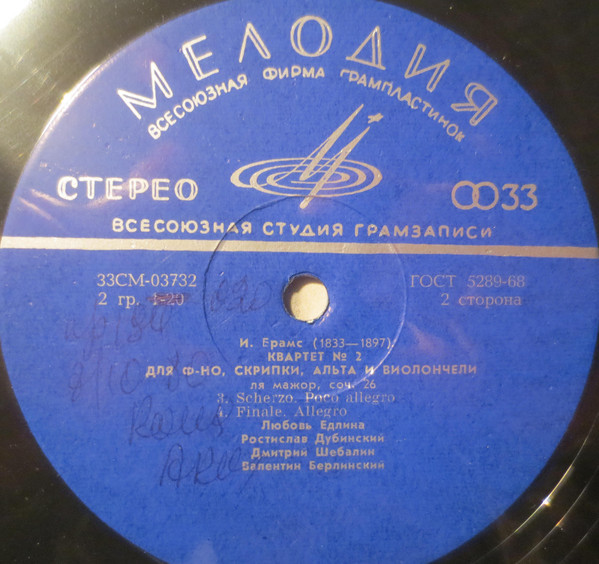 МЕЛОДИЯ
ВСЕСОЮЗНАЯ ФИРМА ГРАМПЛАСТИНОК
СТЕРЕО
33
ВСЕСОЮЗНАЯ СТУДИЯ ГРАМЗАПИСИ
33СМ-03732
ГОСТ 5289-68
2 гр. 1-20
2 сторона
И. Брамс (1833—1897)
КВАРТЕТ № 2
ДЛЯ Ф-НО, СКРИПКИ, АЛЬТА И ВИОЛОНЧЕЛИ
ля мажор, соч. 26
3. Scherzo. Poco allegro
4. Finale. Allegro
Любовь Едлина
Ростислав Дубинский
Дмитрий Шебалин
Валентин Берлинский